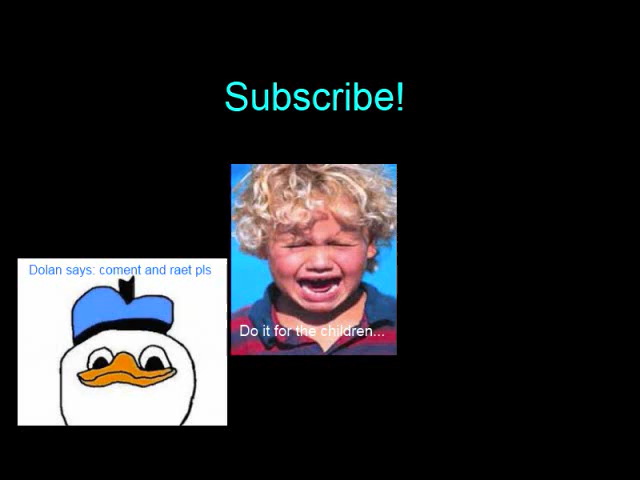 Subscribe!
Dolan says: coment and raet pls
Do it for the children...